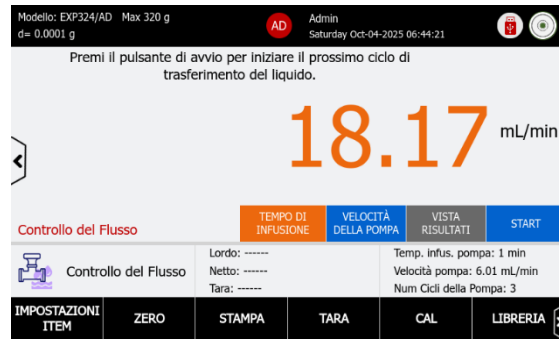 Modello: EXP324/AD Max 320 g
d= 0.0001 g
AD
Admin
Saturday Oct-04-2025 06:44:21
Premi il pulsante di avvio per iniziare il prossimo ciclo di
trasferimento del liquido.
18.17 mL/min
Controllo del Flusso
TEMPO DI
INFUSIONE
VELOCITÀ
DELLA POMPA
VISTA
RISULTATI
START
Controllo del Flusso
Lordo: ------
Netto: ------
Tara: ------
Temp. infus. pompa: 1 min
Velocità pompa: 6.01 mL/min
Num Cicli della Pompa: 3
IMPOSTAZIONI
ITEM
ZERO
STAMPA
TARA
CAL
LIBRERIA